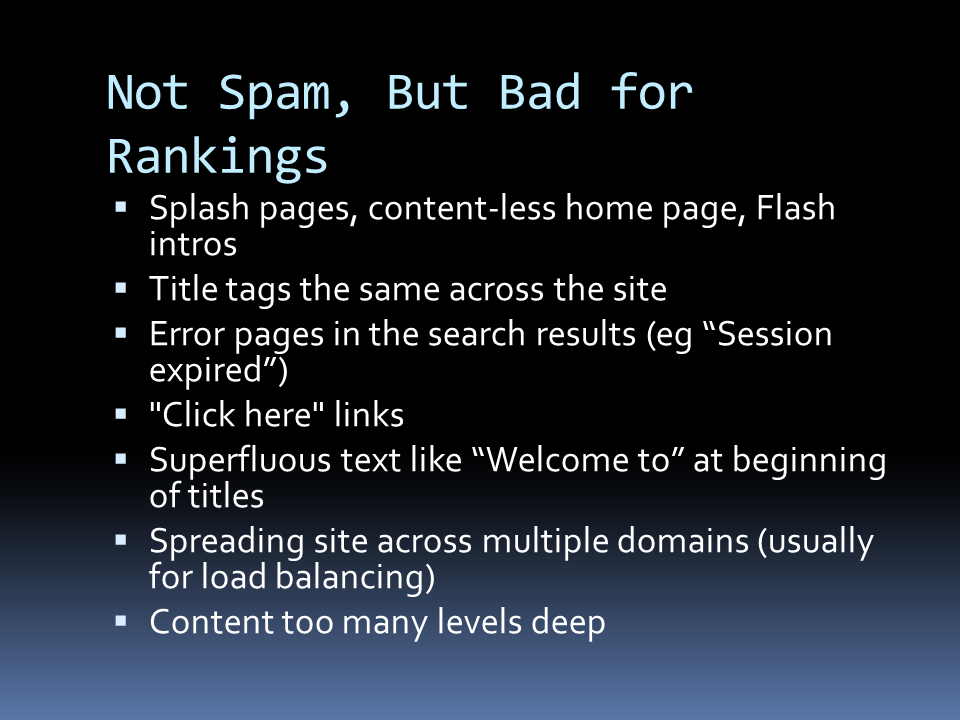 Not Spam, But Bad for
Rankings
▪ Splash pages, content-less home page, Flash
intros
▪ Title tags the same across the site
▪ Error pages in the search results (eg “Session
expired”)
▪ "Click here" links
▪ Superfluous text like “Welcome to” at beginning
of titles
▪ Spreading site across multiple domains (usually
for load balancing)
▪ Content too many levels deep